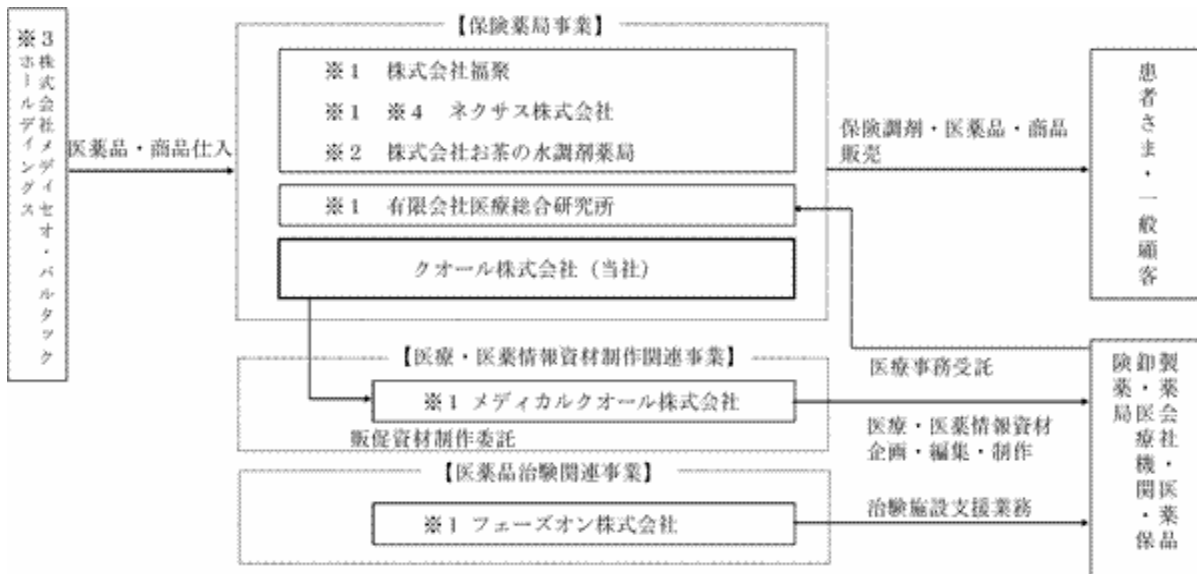 ※３株式会社メディセオ・パルタック
ホールディングス
医薬品・商品仕入
【保険薬局事業】
※１　株式会社福聚
※１　※４　ネクサス株式会社
※２　株式会社お茶の水調剤薬局
※１　有限会社医療総合研究所
クオール株式会社（当社）
保険調剤・医薬品・商品
販売
患者さま・一般顧客
【医療・医薬情報資材制作関連事業】
※１ メディカルクオール株式会社
販促資材制作委託
医療事務受託
医療・医薬情報資材
企画・編集・制作
【医薬品治験関連事業】
※１ フェーズオン株式会社
治験施設支援業務
製薬会社・医薬品
卸・医療機関・保
険薬局